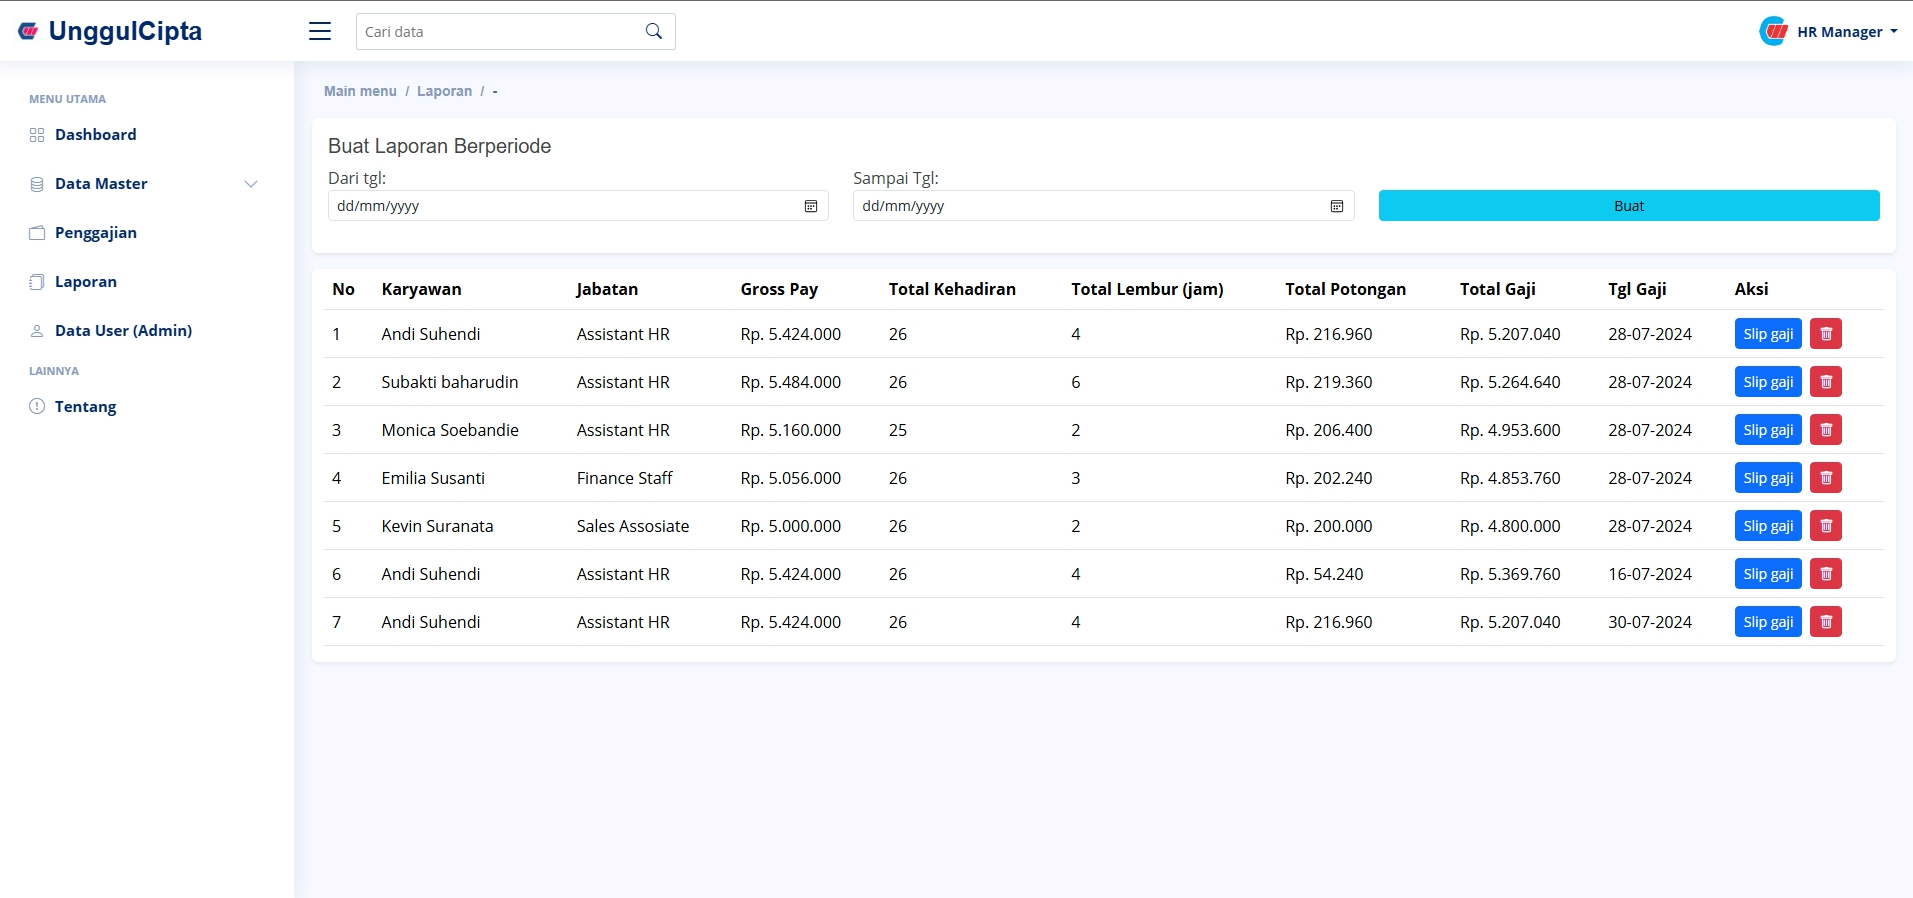 UnggulCipta
Cari data
HR Manager
MENU UTAMA
Dashboard
Data Master
Penggajian
Laporan
Data User (Admin)
LAINNYA
Tentang
Main menu / Laporan / -
Buat Laporan Berperiode
Dari tgl: Sampai Tgl:
dd/mm/yyyy dd/mm/yyyy Buat
No Karyawan Jabatan Gross Pay Total Kehadiran Total Lembur (jam) Total Potongan Total Gaji Tgl Gaji Aksi
1 Andi Suhendi Assistant HR Rp. 5.424.000 26 4 Rp. 216.960 Rp. 5.207.040 28-07-2024 Slip gaji
2 Subakti baharudin Assistant HR Rp. 5.484.000 26 6 Rp. 219.360 Rp. 5.264.640 28-07-2024 Slip gaji
3 Monica Soebandie Assistant HR Rp. 5.160.000 25 2 Rp. 206.400 Rp. 4.953.600 28-07-2024 Slip gaji
4 Emilia Susanti Finance Staff Rp. 5.056.000 26 3 Rp. 202.240 Rp. 4.853.760 28-07-2024 Slip gaji
5 Kevin Suranata Sales Assosiate Rp. 5.000.000 26 2 Rp. 200.000 Rp. 4.800.000 28-07-2024 Slip gaji
6 Andi Suhendi Assistant HR Rp. 5.424.000 26 4 Rp. 54.240 Rp. 5.369.760 16-07-2024 Slip gaji
7 Andi Suhendi Assistant HR Rp. 5.424.000 26 4 Rp. 216.960 Rp. 5.207.040 30-07-2024 Slip gaji